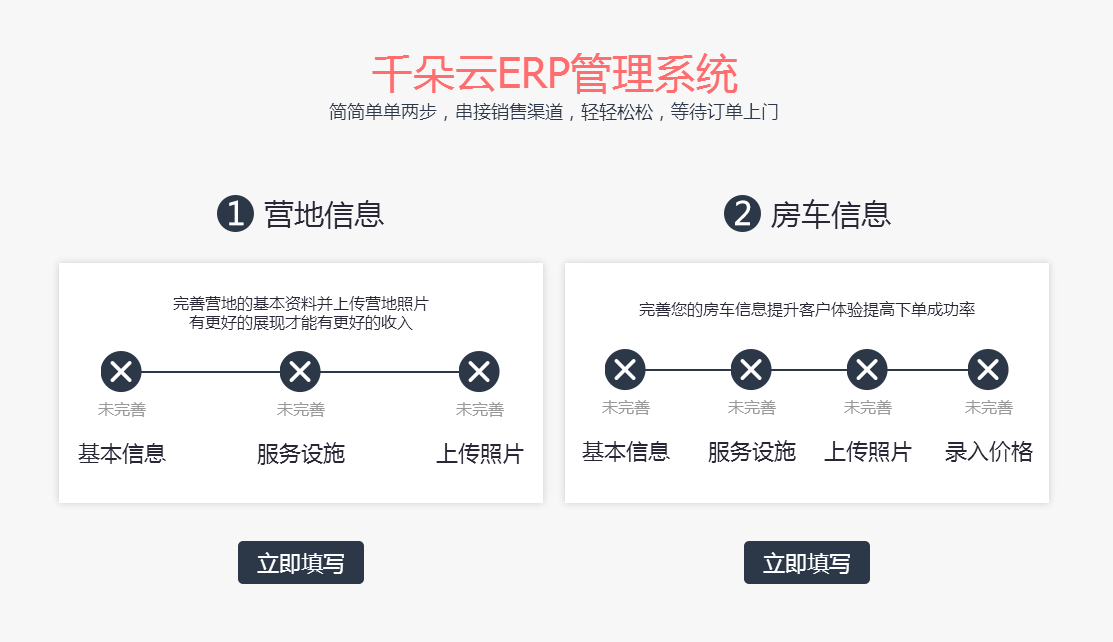 千朵云ERP管理系统
简简单单两步，串接销售渠道，轻轻松松，等待订单上门
1 营地信息
完善营地的基本资料并上传营地照片
有更好的展现才能有更好的收入
未完善 未完善 未完善
基本信息 服务设施 上传照片
立即填写
2 房车信息
完善您的房车信息提升客户体验提高下单成功率
未完善 未完善 未完善 未完善
基本信息 服务设施 上传照片 录入价格
立即填写